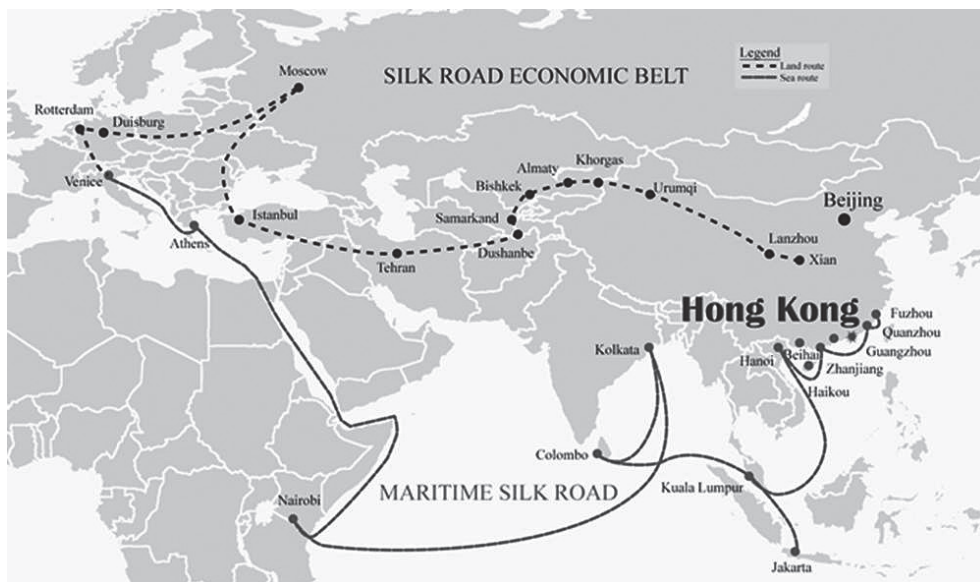 Legend
Land route
Sea route
SILK ROAD ECONOMIC BELT
Moscow
Rotterdam
Duisburg
Venice
Istanbul
Athens
Tehran
Samarkand
Dushanbe
Bishkek
Almaty
Khorgas
Urumqi
Beijing
Lanzhou
Xian
Hong Kong
Fuzhou
Quanzhou
Guangzhou
Zhanjiang
Beihai
Haikou
Hanoi
Kolkata
Colombo
Kuala Lumpur
MARITIME SILK ROAD
Nairobi
Jakarta